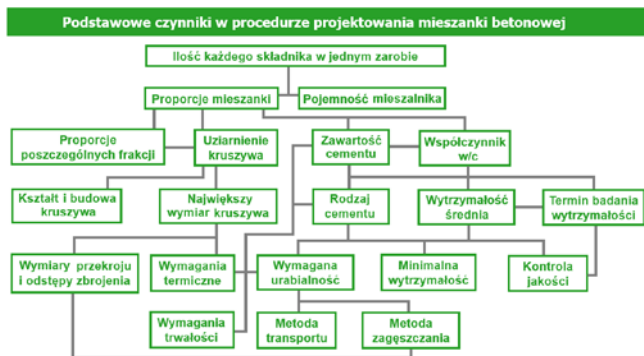 Podstawowe czynniki w procedurze projektowania mieszanki betonowej
Ilość każdego składnika w jednym zarobie
Proporcje mieszanki
Pojemność mieszalnika
Proporcje
poszczególnych frakcji
Uziarnienie
kruszywa
Zawartość
cementu
Współczynnik
w/c
Kształt i budowa
kruszywa
Największy
wymiar kruszywa
Rodzaj
cementu
Wytrzymałość
średnia
Termin badania
wytrzymałości
Wymiary przekroju
i odstępy zbrojenia
Wymagania
termiczne
Wymagana
urabialność
Minimalna
wytrzymałość
Kontrola
jakości
Wymagania
trwałości
Metoda
transportu
Metoda
zagęszczania